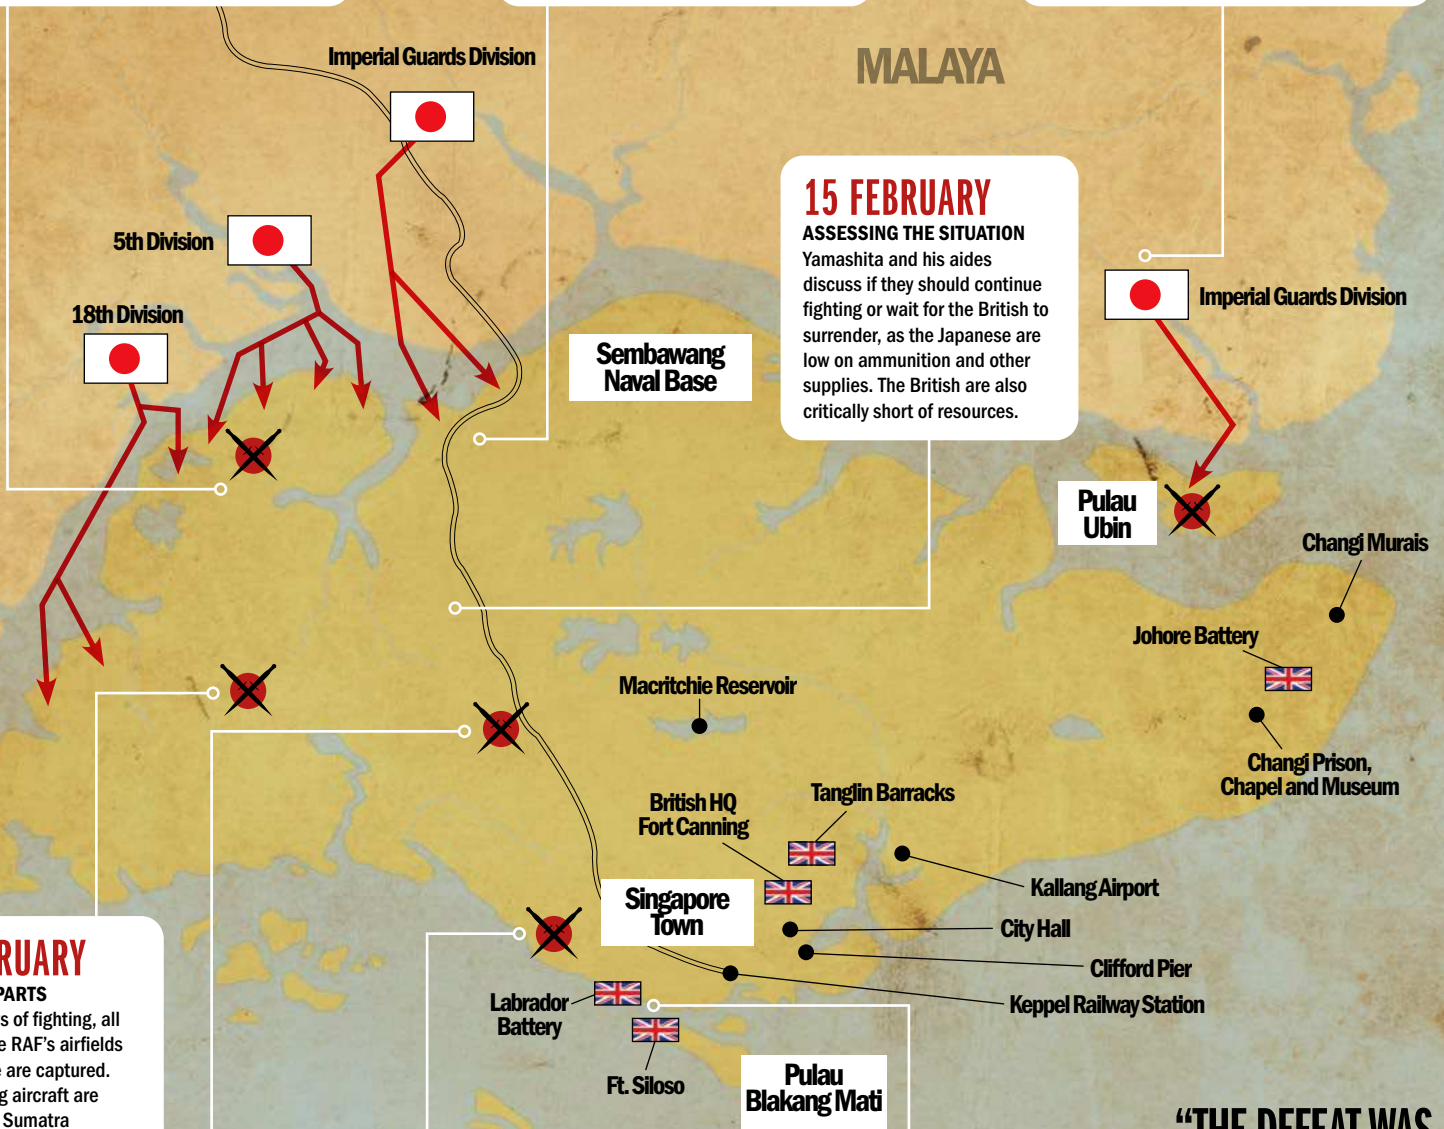 Imperial Guards Division
MALAYA
5th Division
18th Division
15 FEBRUARY
ASSESSING THE SITUATION
Yamashita and his aides
discuss if they should continue
fighting or wait for the British to
surrender, as the Japanese are
low on ammunition and other
supplies. The British are also
critically short of resources.
Imperial Guards Division
Sembawang
Naval Base
Pulau
Ubin
Changi Murais
Johore Battery
Macritchie Reservoir
Changi Prison,
Chapel and Museum
British HQ
Fort Canning
Tanglin Barracks
Kallang Airport
Singapore
Town
City Hall
Clifford Pier
Keppel Railway Station
Labrador
Battery
Ft. Siloso
Pulau
Blakang Mati
RUARY
PARTS
s of fighting, all
e RAF's airfields
e are captured.
g aircraft are
Sumatra
“THE DEFEAT WAS